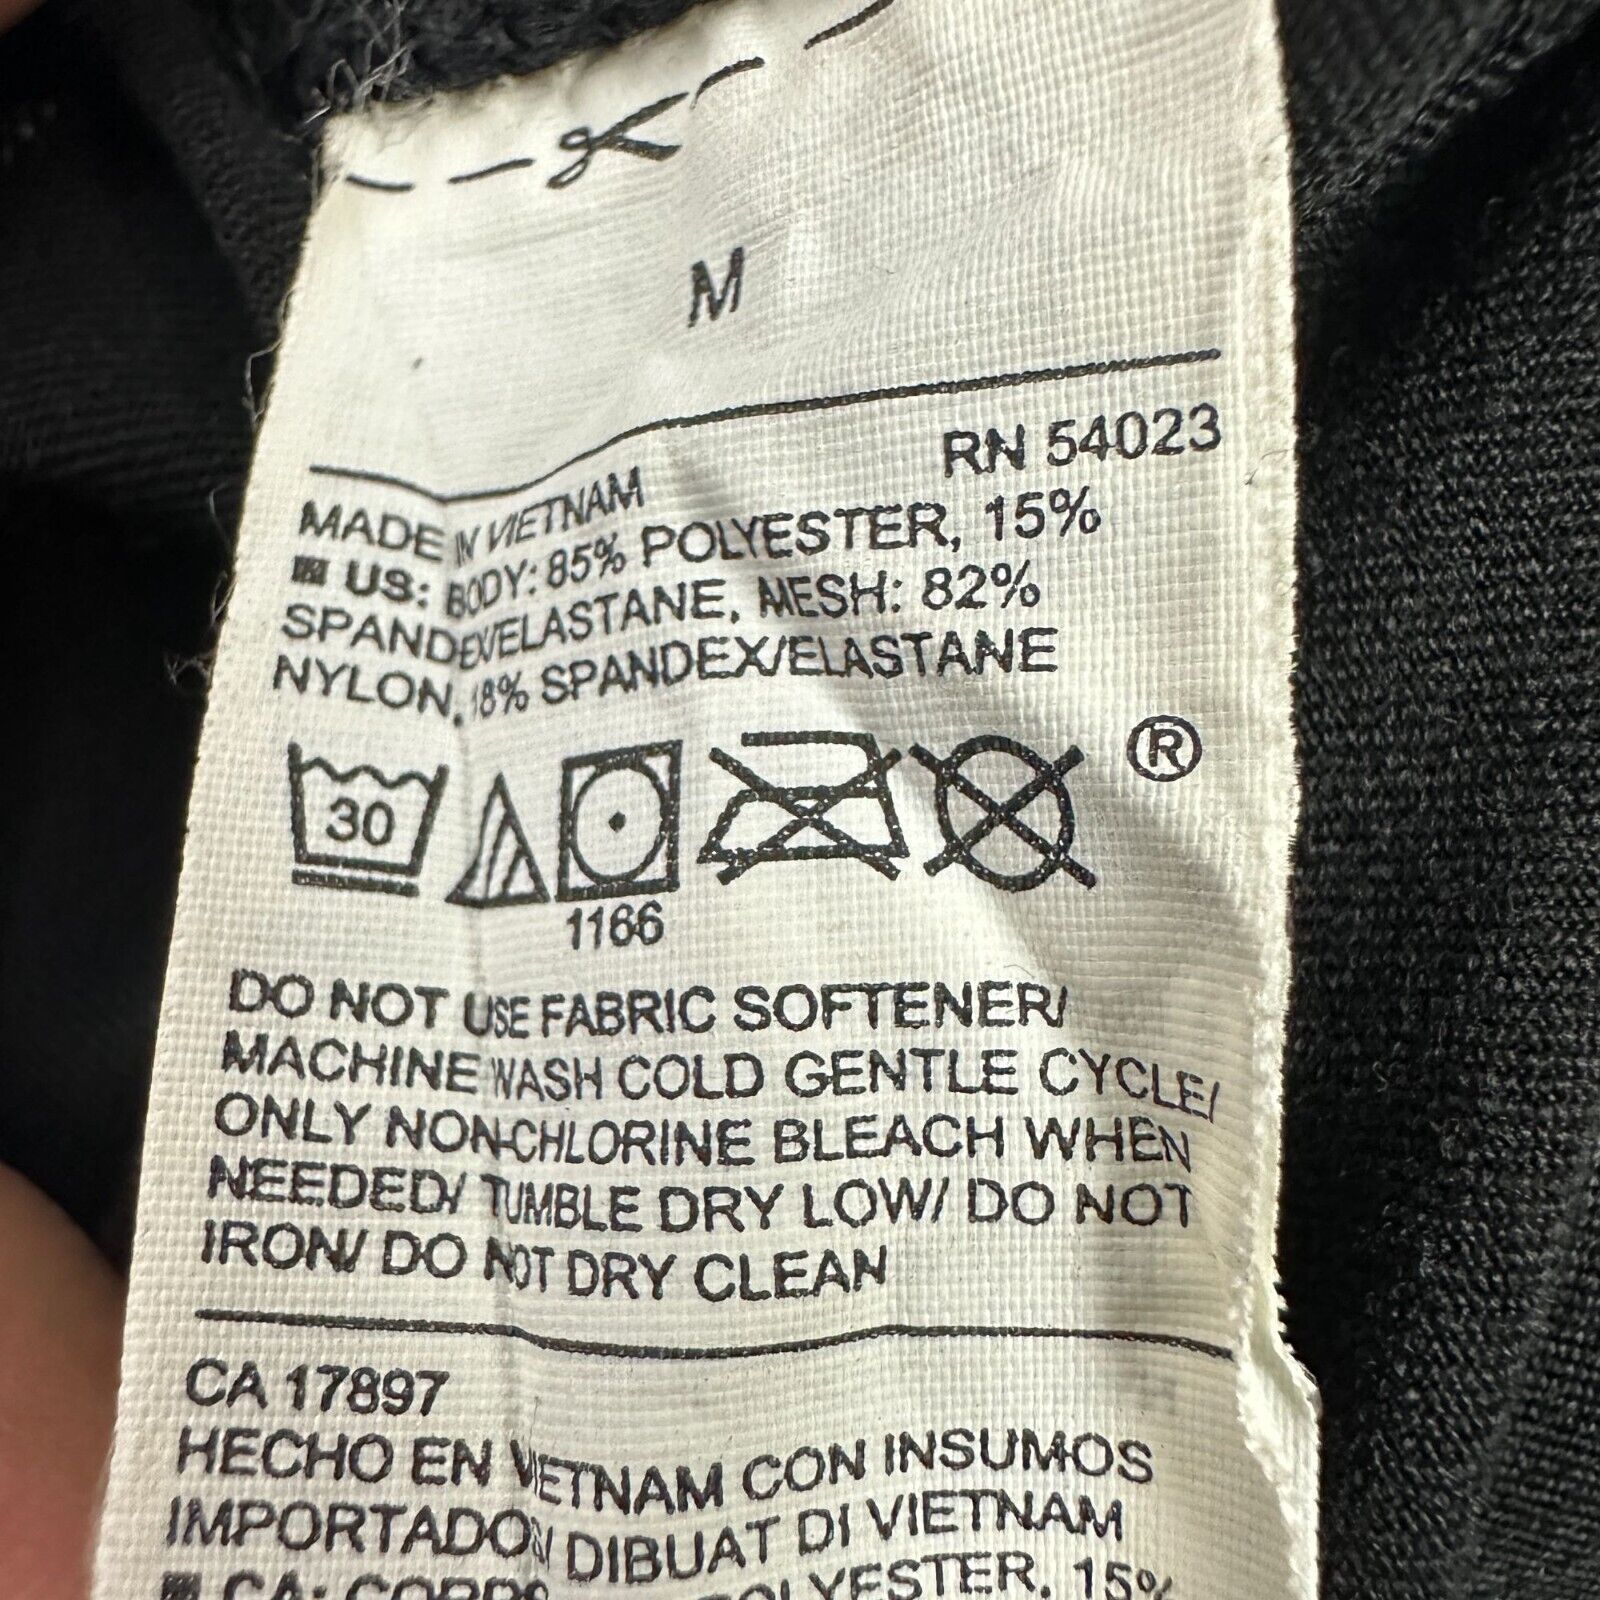 M
RN 54023
MADE IN VIETNAM
US: BODY: 85% POLYESTER, 15%
SPANDEX/ELASTANE, MESH: 82%
NYLON, 18% SPANDEX/ELASTANE
30
®
1166
DO NOT USE FABRIC SOFTENER/
MACHINE WASH COLD GENTLE CYCLE/
ONLY NON-CHLORINE BLEACH WHEN
NEEDED/ TUMBLE DRY LOW/ DO NOT
IRON/ DO NOT DRY CLEAN
CA 17897
HECHO EN VIETNAM CON INSUMOS
IMPORTADO DIBUAT DI VIETNAM
CA: POLYESTER, 15%